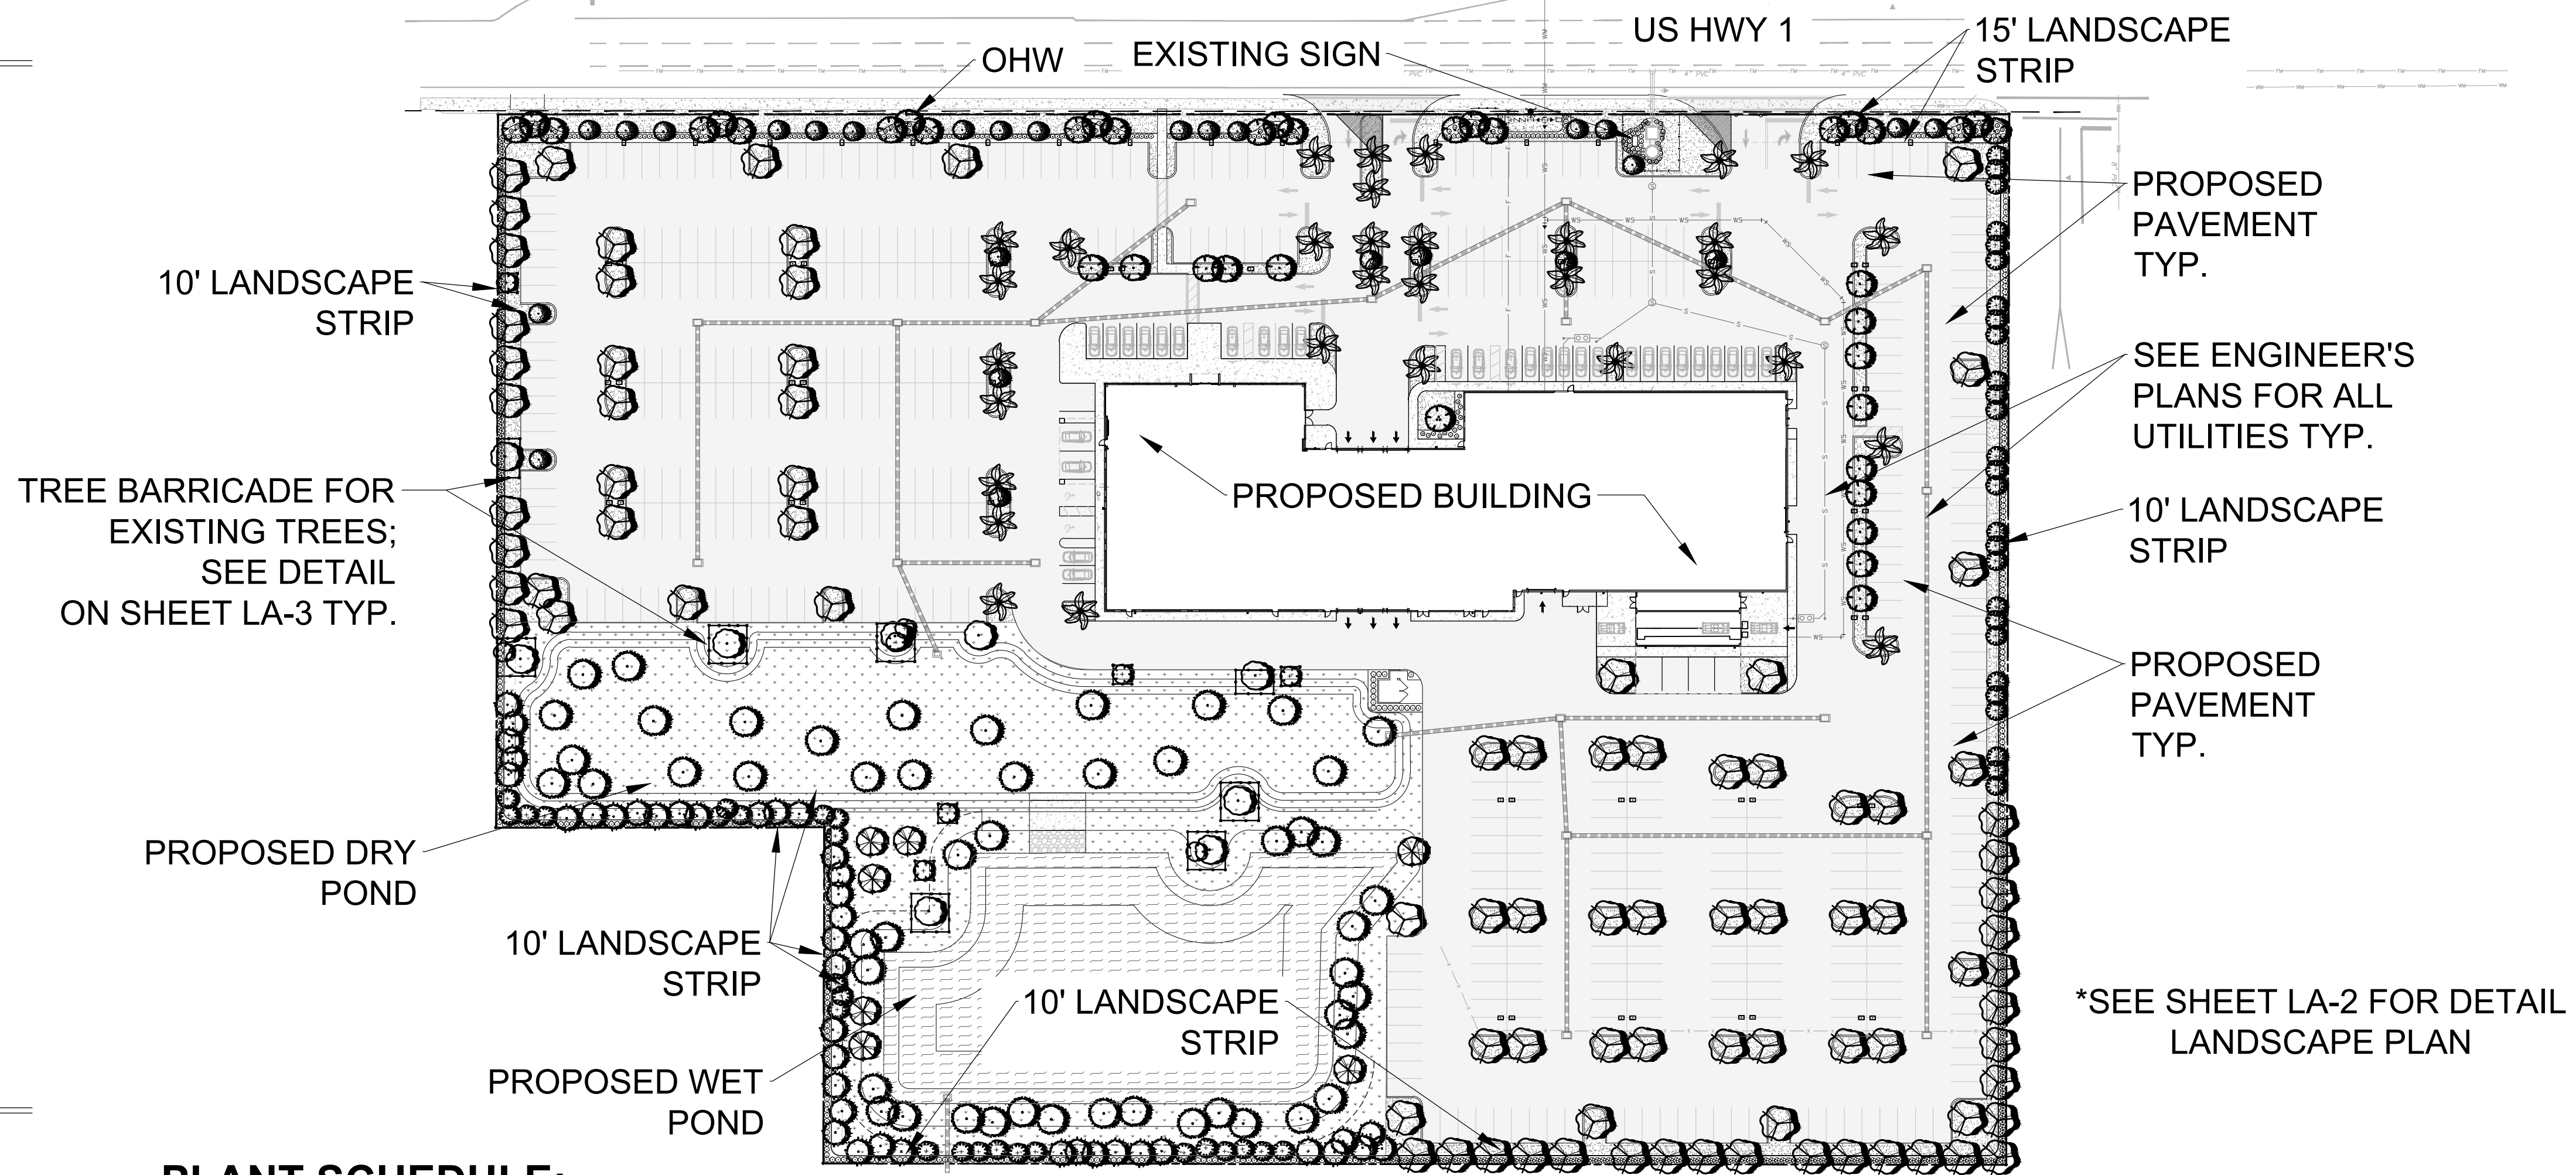 US HWY 1
15' LANDSCAPE
STRIP
OHW
EXISTING SIGN
PROPOSED
PAVEMENT
TYP.
10' LANDSCAPE
STRIP
SEE ENGINEER'S
PLANS FOR ALL
UTILITIES TYP.
TREE BARRICADE FOR
EXISTING TREES;
SEE DETAIL
ON SHEET LA-3 TYP.
PROPOSED BUILDING
10' LANDSCAPE
STRIP
PROPOSED
PAVEMENT
TYP.
PROPOSED DRY
POND
10' LANDSCAPE
STRIP
10' LANDSCAPE
STRIP
*SEE SHEET LA-2 FOR DETAIL
LANDSCAPE PLAN
PROPOSED WET
POND
PLANT SCHEDULE: